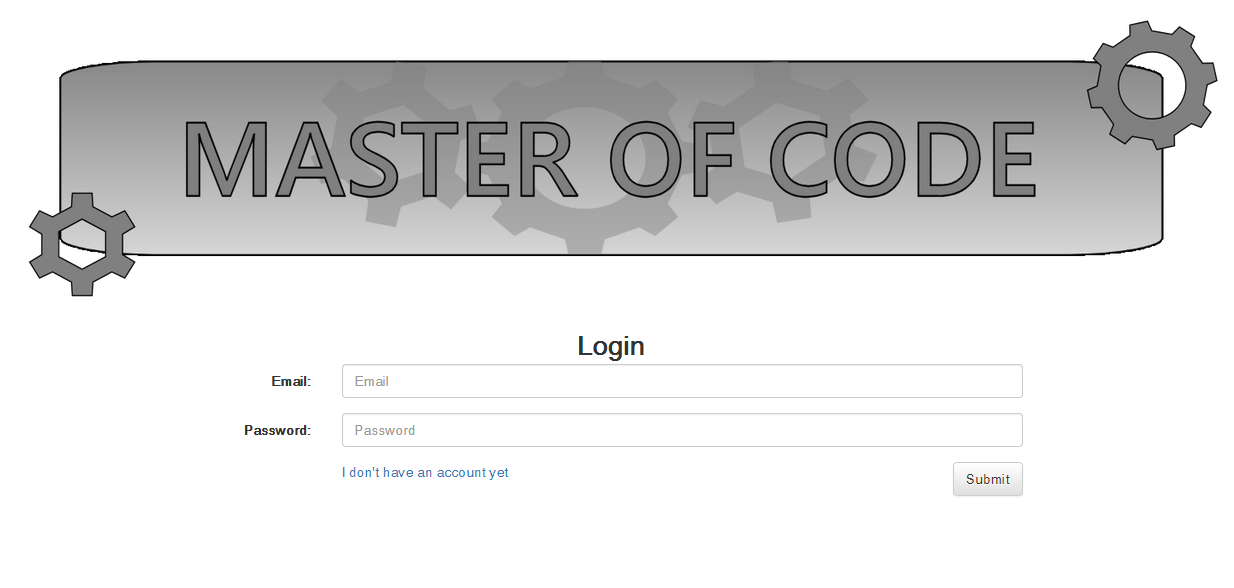 MASTER OF CODE
Login
Email:
Email
Password:
Password
I don't have an account yet
Submit